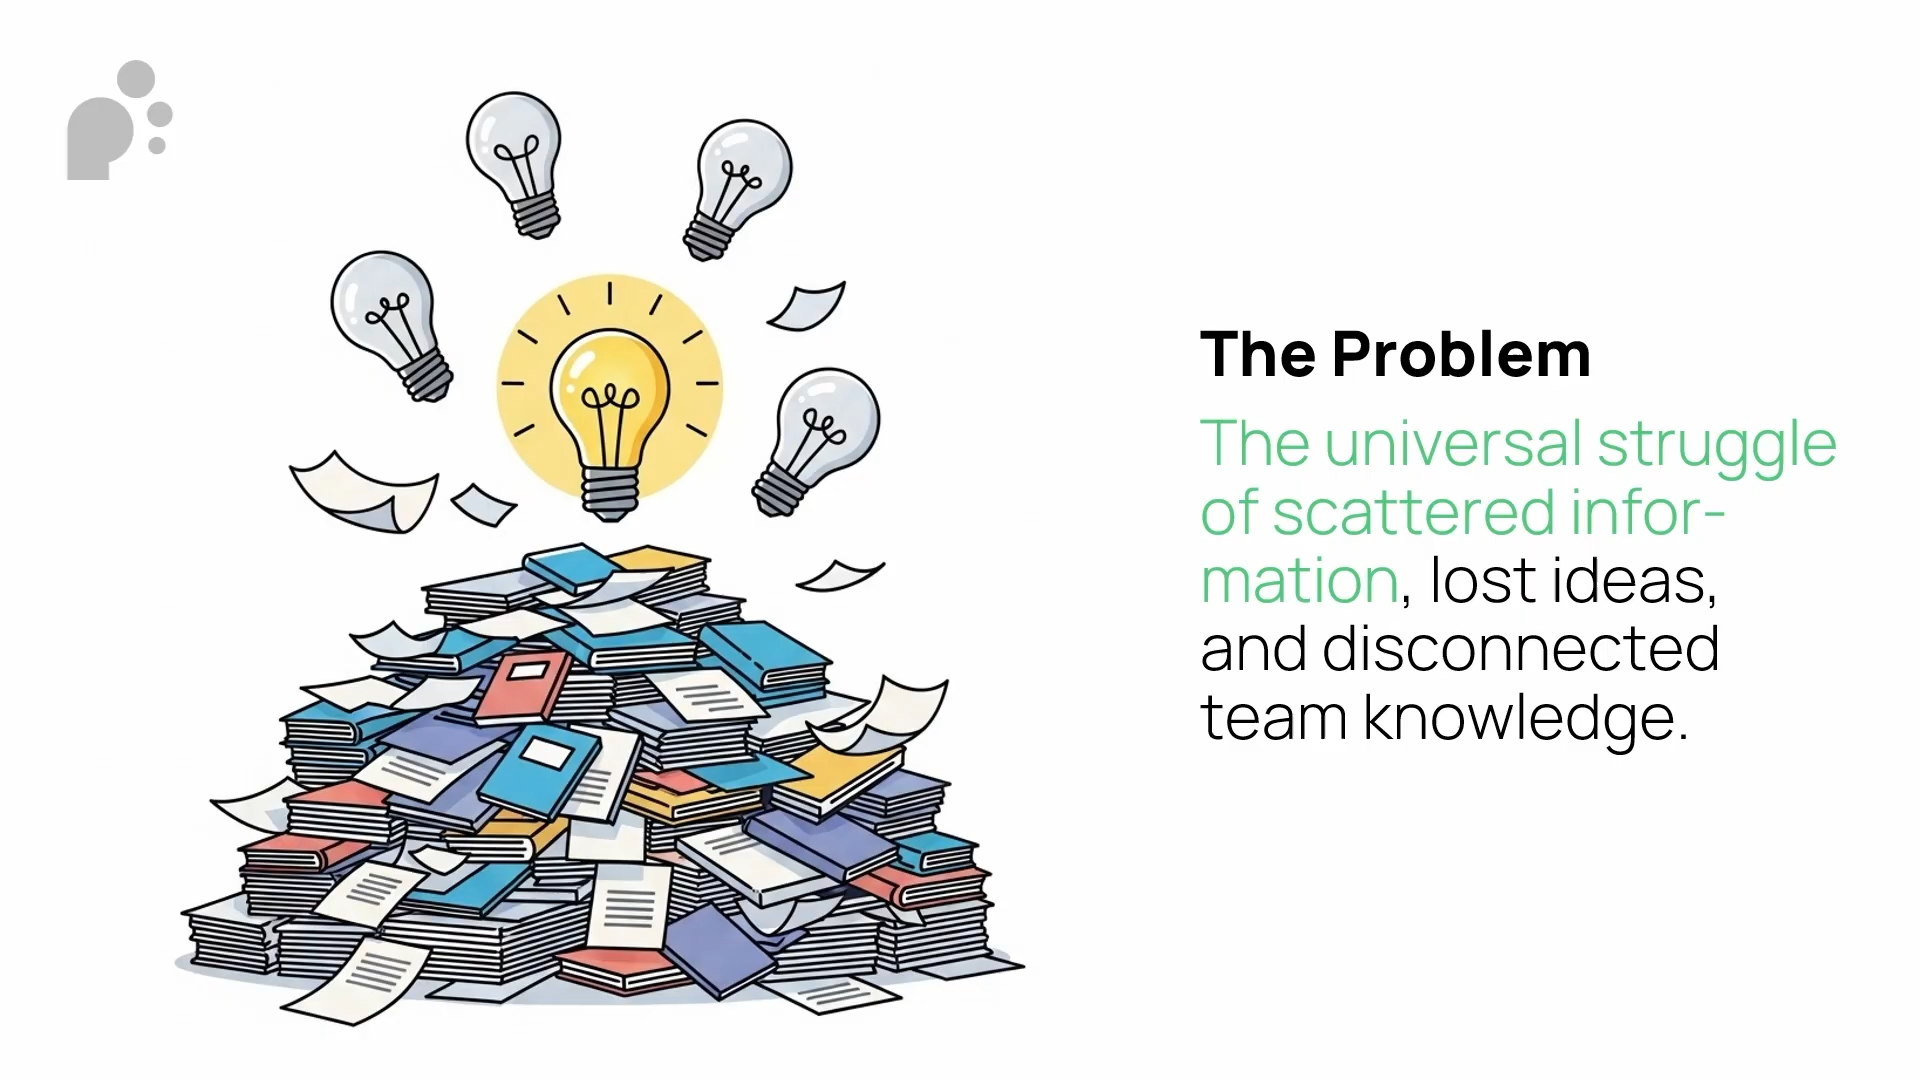 The Problem
The universal struggle
of scattered infor-
mation, lost ideas,
and disconnected
team knowledge.